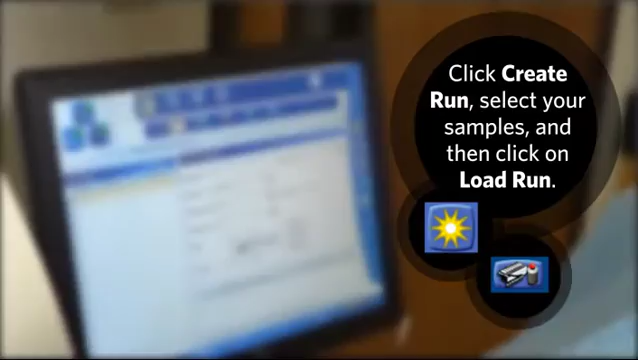 Click Create
Run, select your
samples, and
then click on
Load Run.